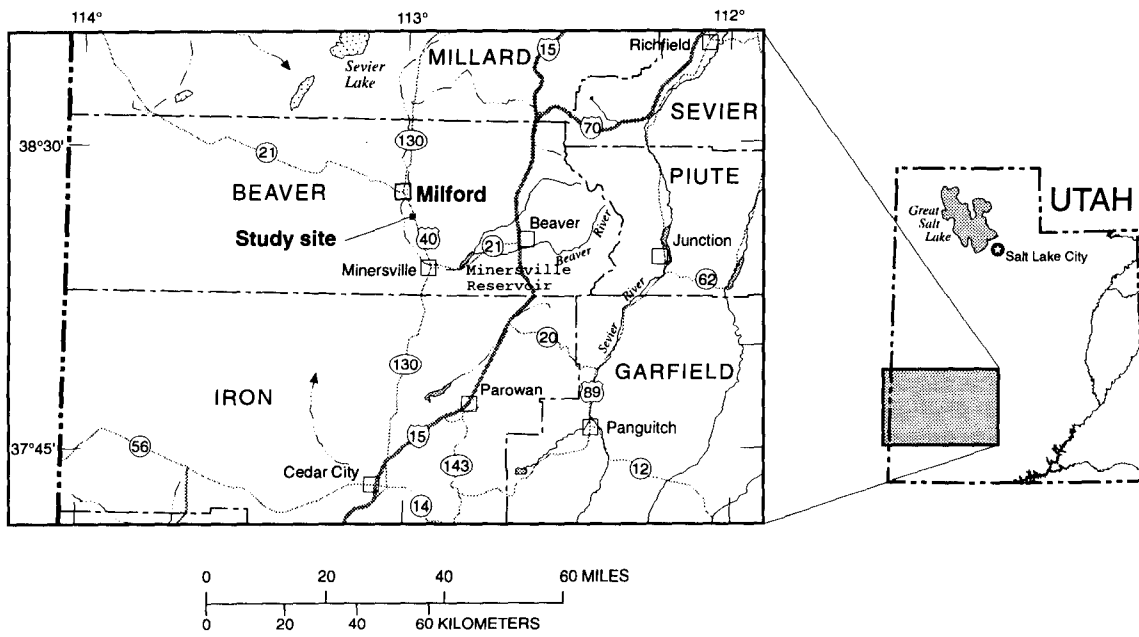 114°
113°
112°
MILLARD
15
Richfield
Sevier
Lake
SEVIER
70
38°30'
130
21
PIUTE
BEAVER
Milford
Study site
40
Beaver
21
Beaver
River
Junction
Minersville
Minersville
Reservoir
62
Sevier
River
20
130
GARFIELD
IRON
Parowan
89
37°45'
56
15
Panguitch
143
12
Cedar City
14
UTAH
Great
Salt
Lake
Salt Lake City
0 20 40 60 MILES
0 20 40 60 KILOMETERS